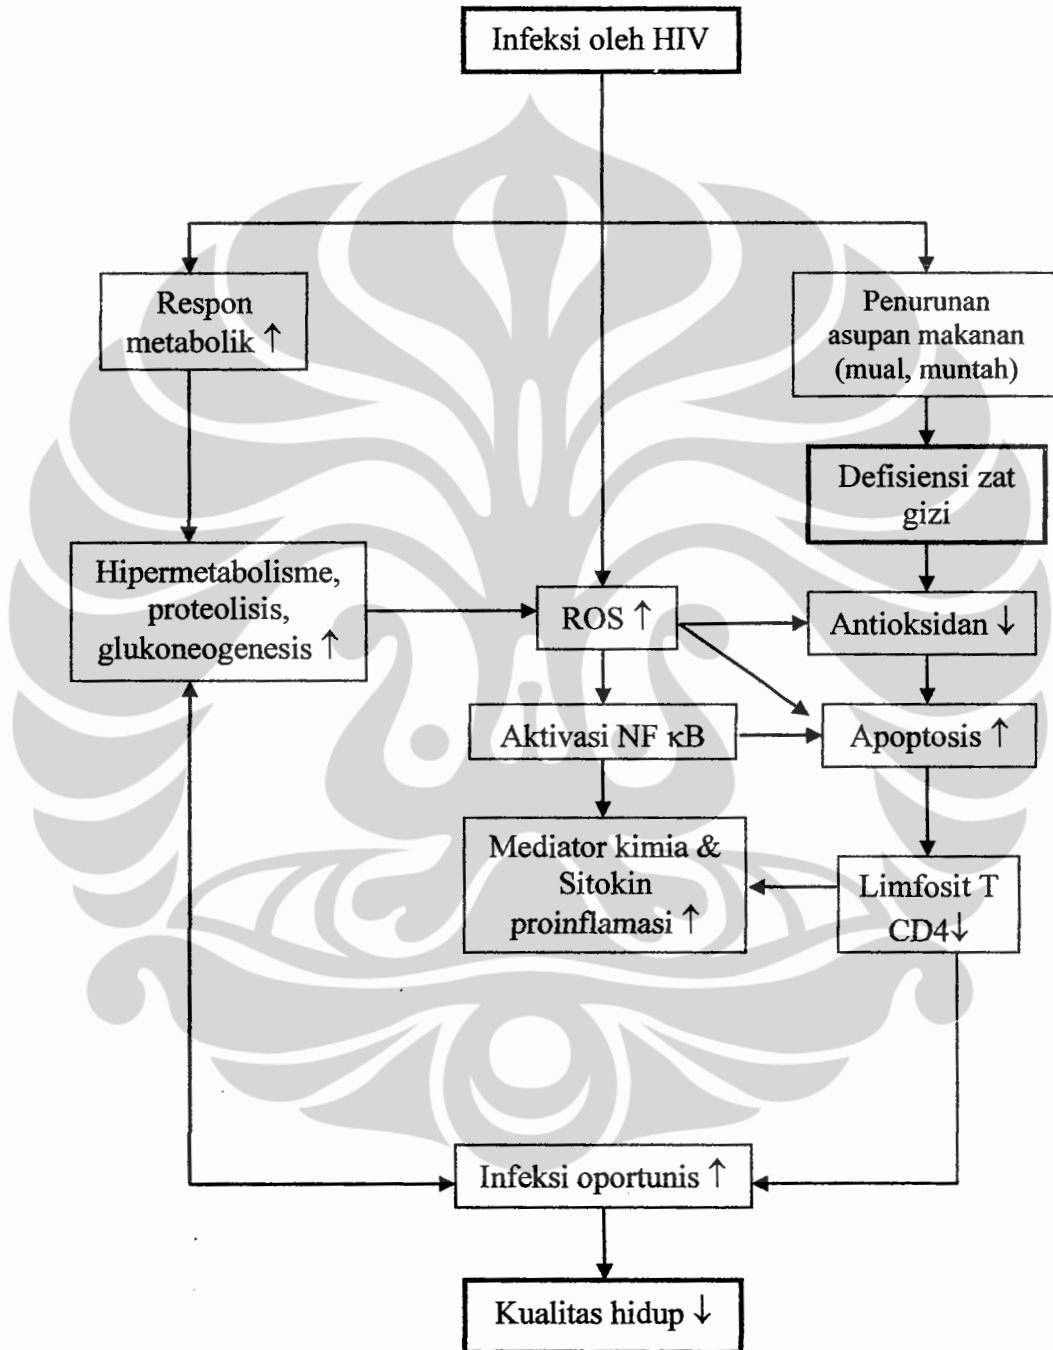 Infeksi oleh HIV
Respon
metabolik ↑
Penurunan
asupan makanan
(mual, muntah)
Defisiensi zat
gizi
Hipermetabolisme,
proteolisis,
glukoneogenesis ↑
ROS ↑
Antioksidan ↓
Aktivasi NF κB
Apoptosis ↑
Mediator kimia &
Sitokin
proinflamasi ↑
Limfosit T
CD4↓
Infeksi oportunis ↑
Kualitas hidup ↓